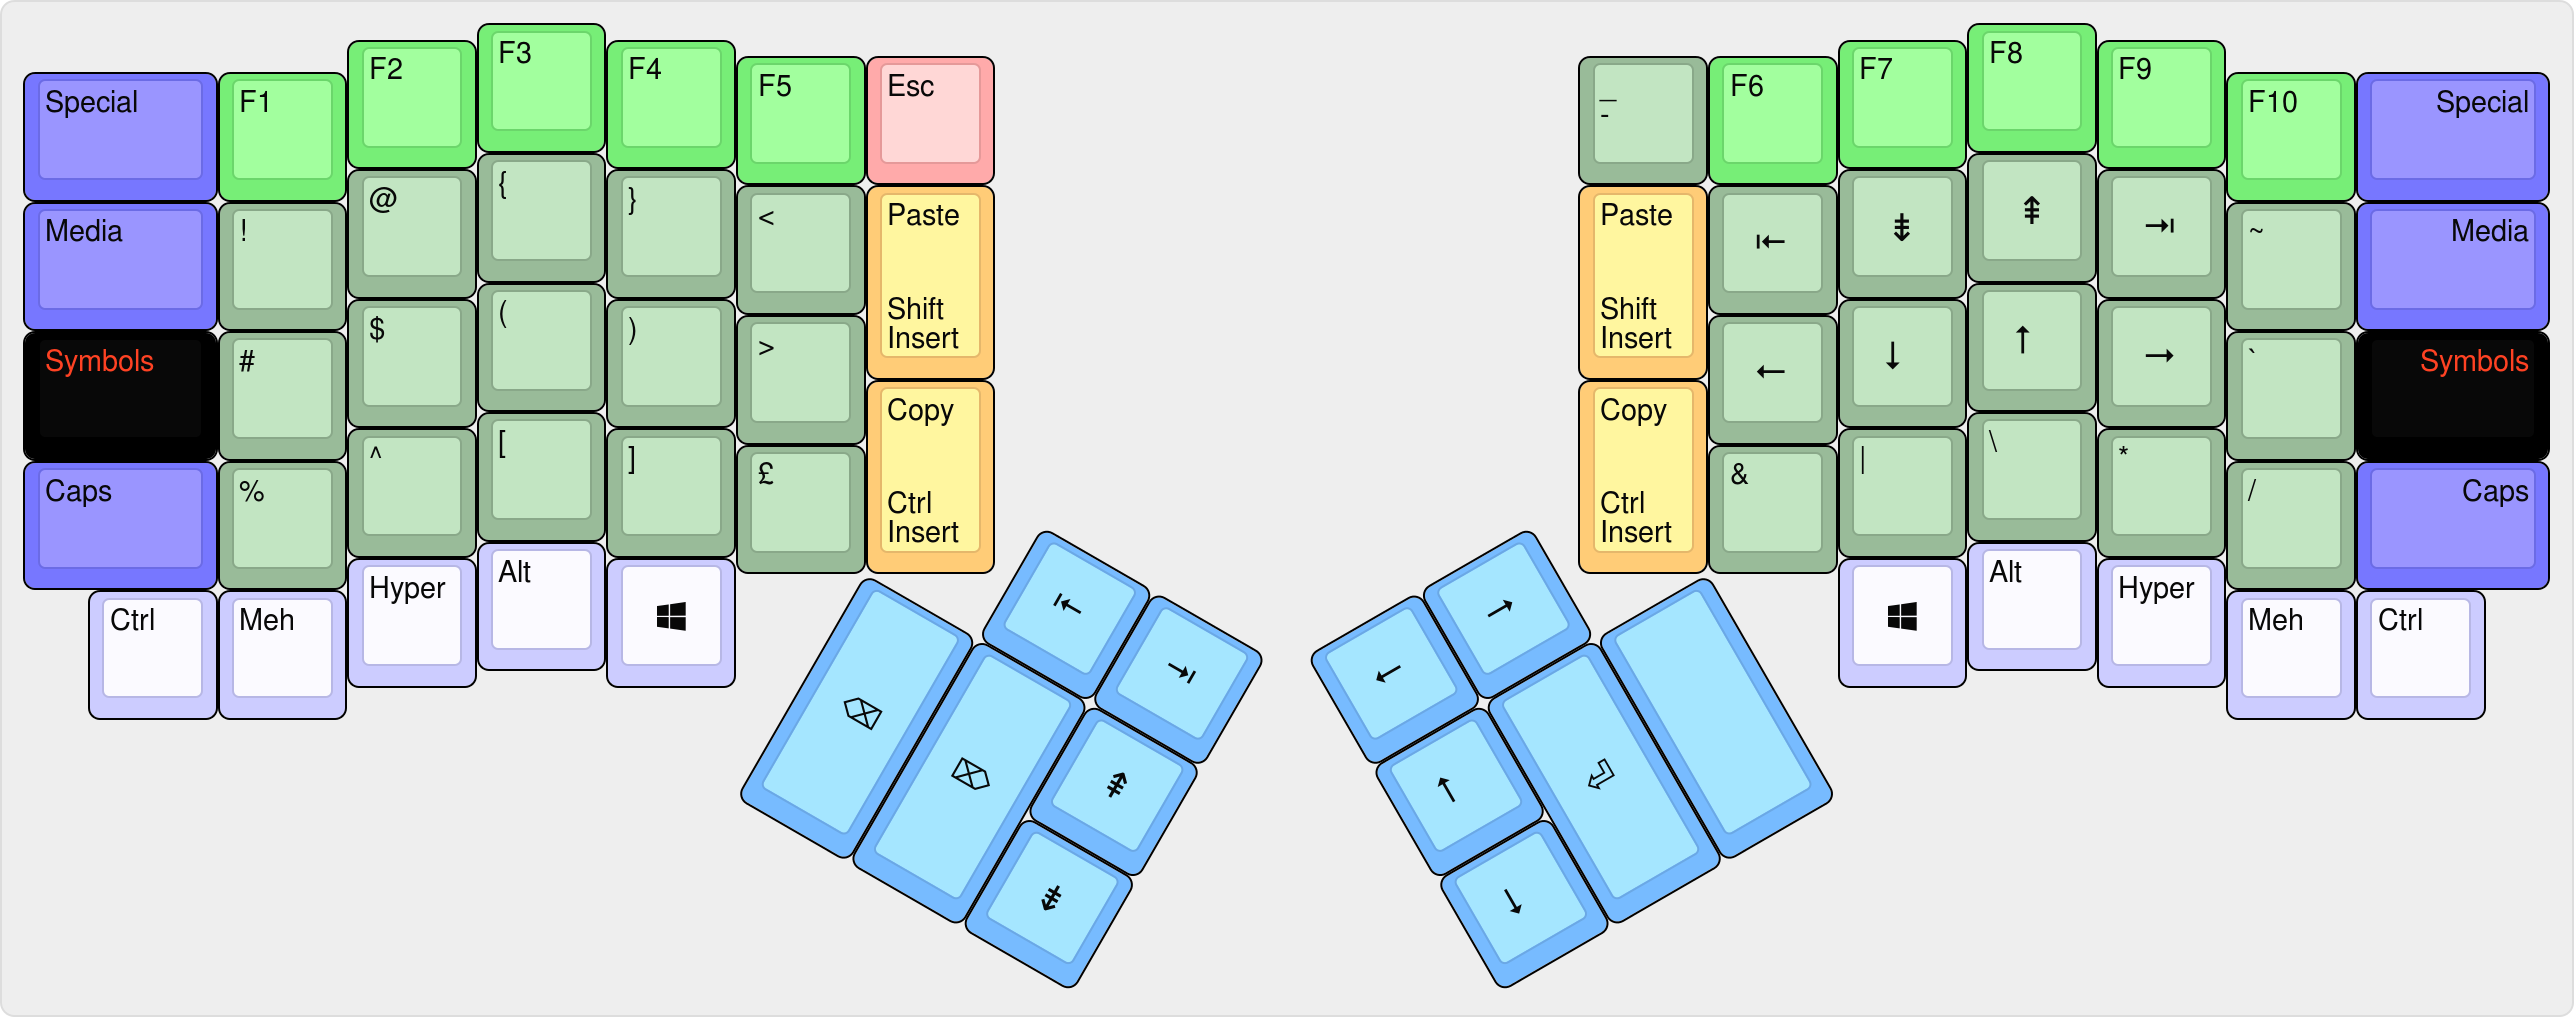 Special F1 F2 F3 F4 F5 Esc
_ F6 F7 F8 F9 F10 Special
-
Media ! @ { } < Paste
Shift
Insert
Paste ⇤ ⇟ ⇞ ⇥ ~ Media
Shift
Insert
Symbols # $ ( ) >
← ↓ ↑ → ` Symbols
Caps % ^ [ ] £ Copy
Ctrl
Insert
Copy & | \ * / Caps
Ctrl
Insert
Ctrl Meh Hyper Alt
Alt Hyper Meh Ctrl
⌫ ⌦ ⇤ ⇥ ⇞ ⇟
← → ↑ ↓